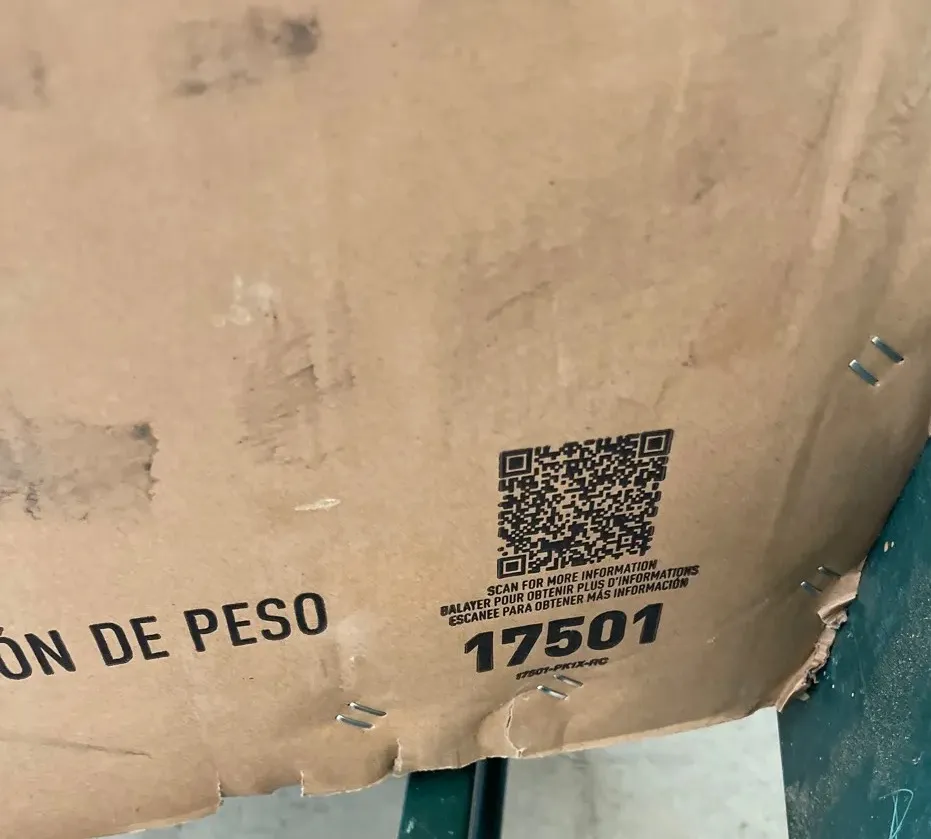 ÓN DE PESO
SCAN FOR MORE INFORMATION
BALAYER POUR OBTENIR PLUS D'INFORMATIONS
ESCANEE PARA OBTENER MÁS INFORMACIÓN
17501
17501-PK1X-RC